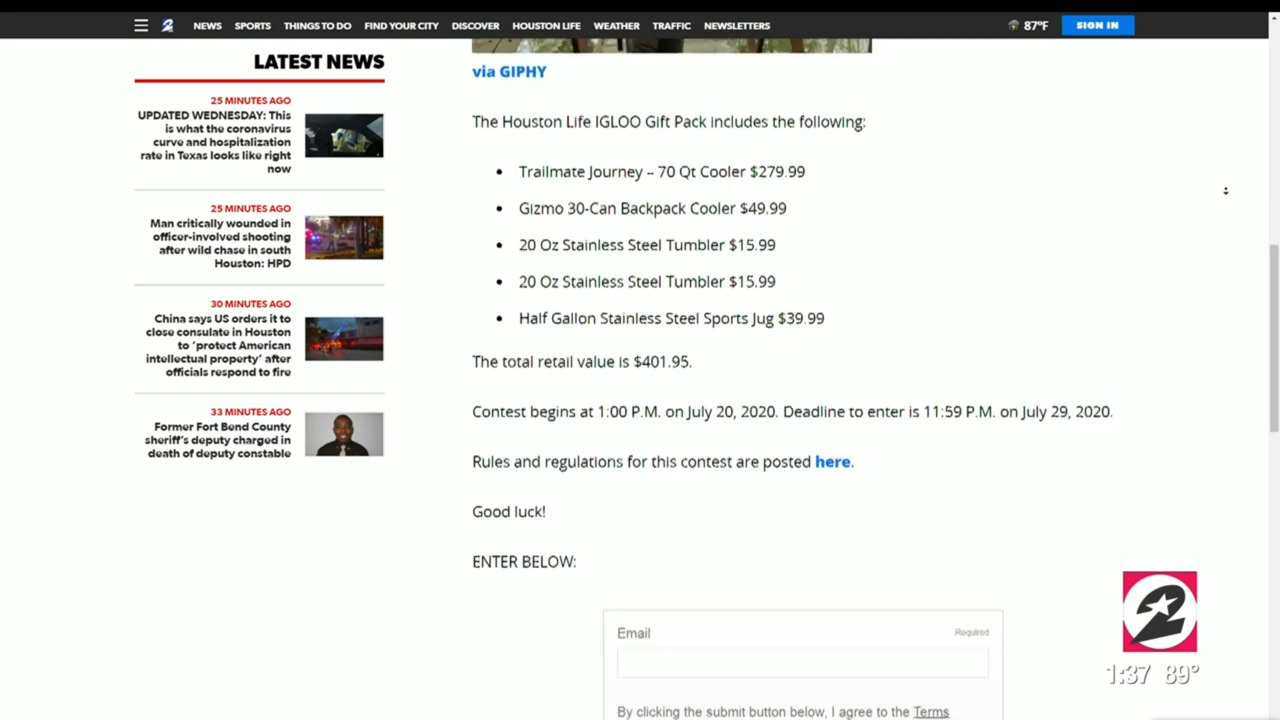 2
NEWS SPORTS THINGS TO DO FIND YOUR CITY DISCOVER HOUSTON LIFE WEATHER TRAFFIC NEWSLETTERS 87°F SIGN IN
LATEST NEWS
25 MINUTES AGO
UPDATED WEDNESDAY: This
is what the coronavirus
curve and hospitalization
rate in Texas looks like right
now
25 MINUTES AGO
Man critically wounded in
officer-involved shooting
after wild chase in south
Houston: HPD
30 MINUTES AGO
China says US orders it to
close consulate in Houston
to ‘protect American
intellectual property’ after
officials respond to fire
33 MINUTES AGO
Former Fort Bend County
sheriff’s deputy charged in
death of deputy constable
via GIPHY
The Houston Life IGLOO Gift Pack includes the following:
• Trailmate Journey – 70 Qt Cooler $279.99
• Gizmo 30-Can Backpack Cooler $49.99
• 20 Oz Stainless Steel Tumbler $15.99
• 20 Oz Stainless Steel Tumbler $15.99
• Half Gallon Stainless Steel Sports Jug $39.99
The total retail value is $401.95.
Contest begins at 1:00 P.M. on July 20, 2020. Deadline to enter is 11:59 P.M. on July 29, 2020.
Rules and regulations for this contest are posted here.
Good luck!
ENTER BELOW:
Email Required
By clicking the submit button below, I agree to the Terms
2
1:37 89°